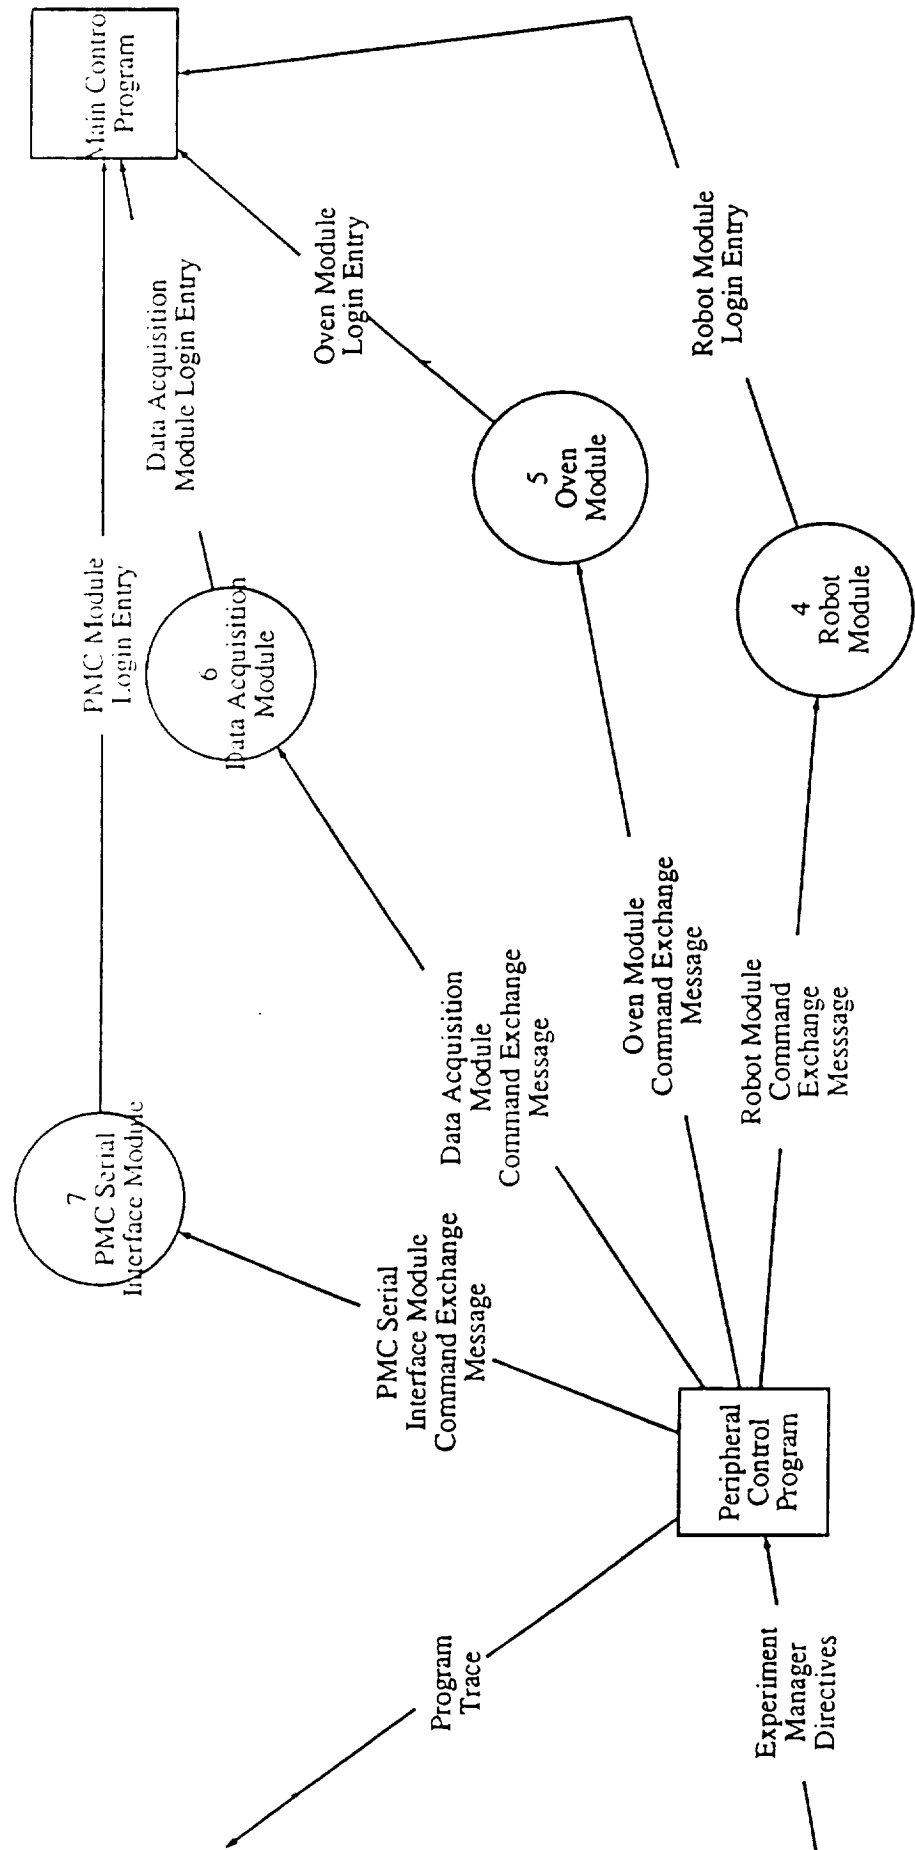 Main Contro
Program
PMC Module
Login Entry
Data Acquisition
Module Login Entry
Oven Module
Login Entry
Robot Module
Login Entry
7
PMC Serial
Interface Module
6
Data Acquisition
Module
5
Oven
Module
4
Robot
Module
PMC Serial
Interface Module
Command Exchange
Message
Data Acquisition
Module
Command Exchange
Message
Oven Module
Command Exchange
Message
Robot Module
Command
Exchange
Messsage
Peripheral
Control
Program
Program
Trace
Experiment
Manager
Directives